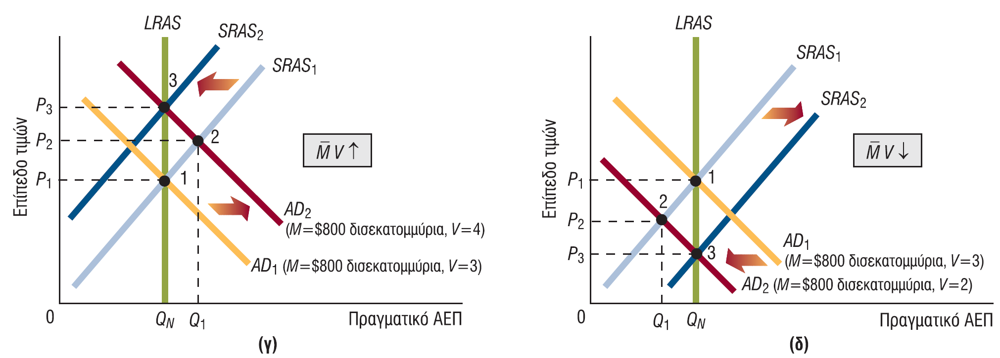 LRAS
SRAS2
SRAS1
3
P3
2
P2
M̅ V ↑
1
P1
Επίπεδο τιμών
AD2
(M=$800 δισεκατομμύρια, V=4)
AD1 (M=$800 δισεκατομμύρια, V=3)
0
QN
Q1
Πραγματικό ΑΕΠ
(γ)
LRAS
SRAS1
SRAS2
M̅ V ↓
1
P1
2
P2
Επίπεδο τιμών
3
P3
AD1
(M=$800 δισεκατομμύρια, V=3)
AD2 (M=$800 δισεκατομμύρια, V=2)
0
Q1
QN
Πραγματικό ΑΕΠ
(δ)